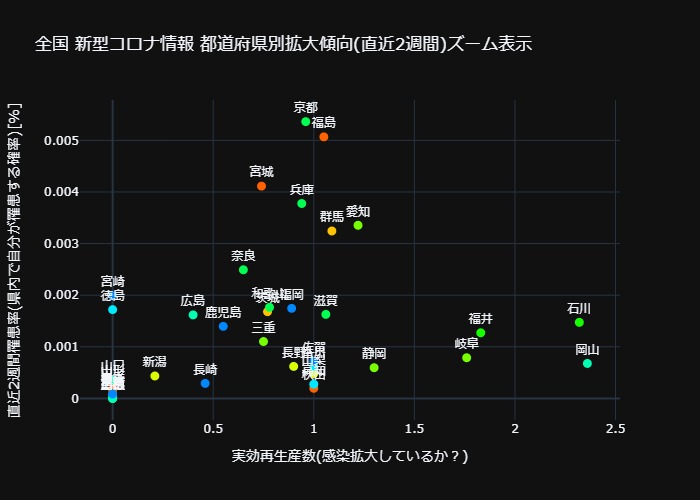 全国 新型コロナ情報 都道府県別拡大傾向(直近2週間)ズーム表示
直近2週間罹患率(県内で自分が罹患する確率)[%]
0.005
0.004
0.003
0.002
0.001
0
京都
福島
宮城
兵庫
群馬
愛知
奈良
宮崎
徳島
広島
鹿児島
和歌山
茨城
福岡
滋賀
三重
石川
福井
岐阜
岡山
静岡
長野
佐賀
秋田
新潟
長崎
山口
0
0.5
1
1.5
2
2.5
実効再生産数(感染拡大しているか？)